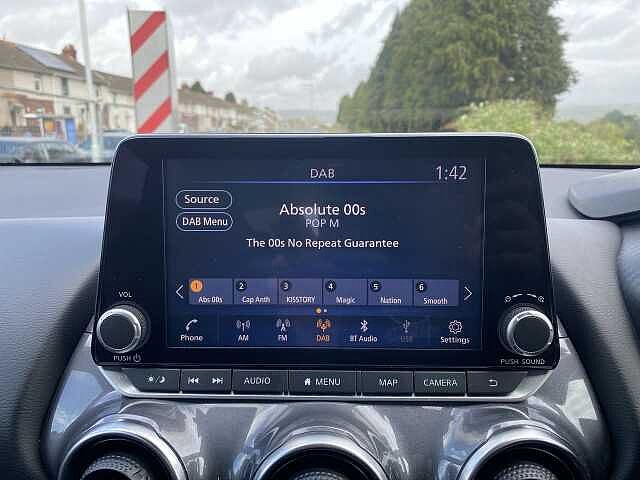 DAB
1:42
Source
Absolute 00s
DAB Menu
POP M
The 00s No Repeat Guarantee
1 2 3 4 5 6
Abs 00s Cap Anth KISSTORY Magic Nation Smooth
VOL
Phone AM FM DAB BT Audio USB Settings
PUSH
PUSH SOUND
AUDIO MENU MAP CAMERA